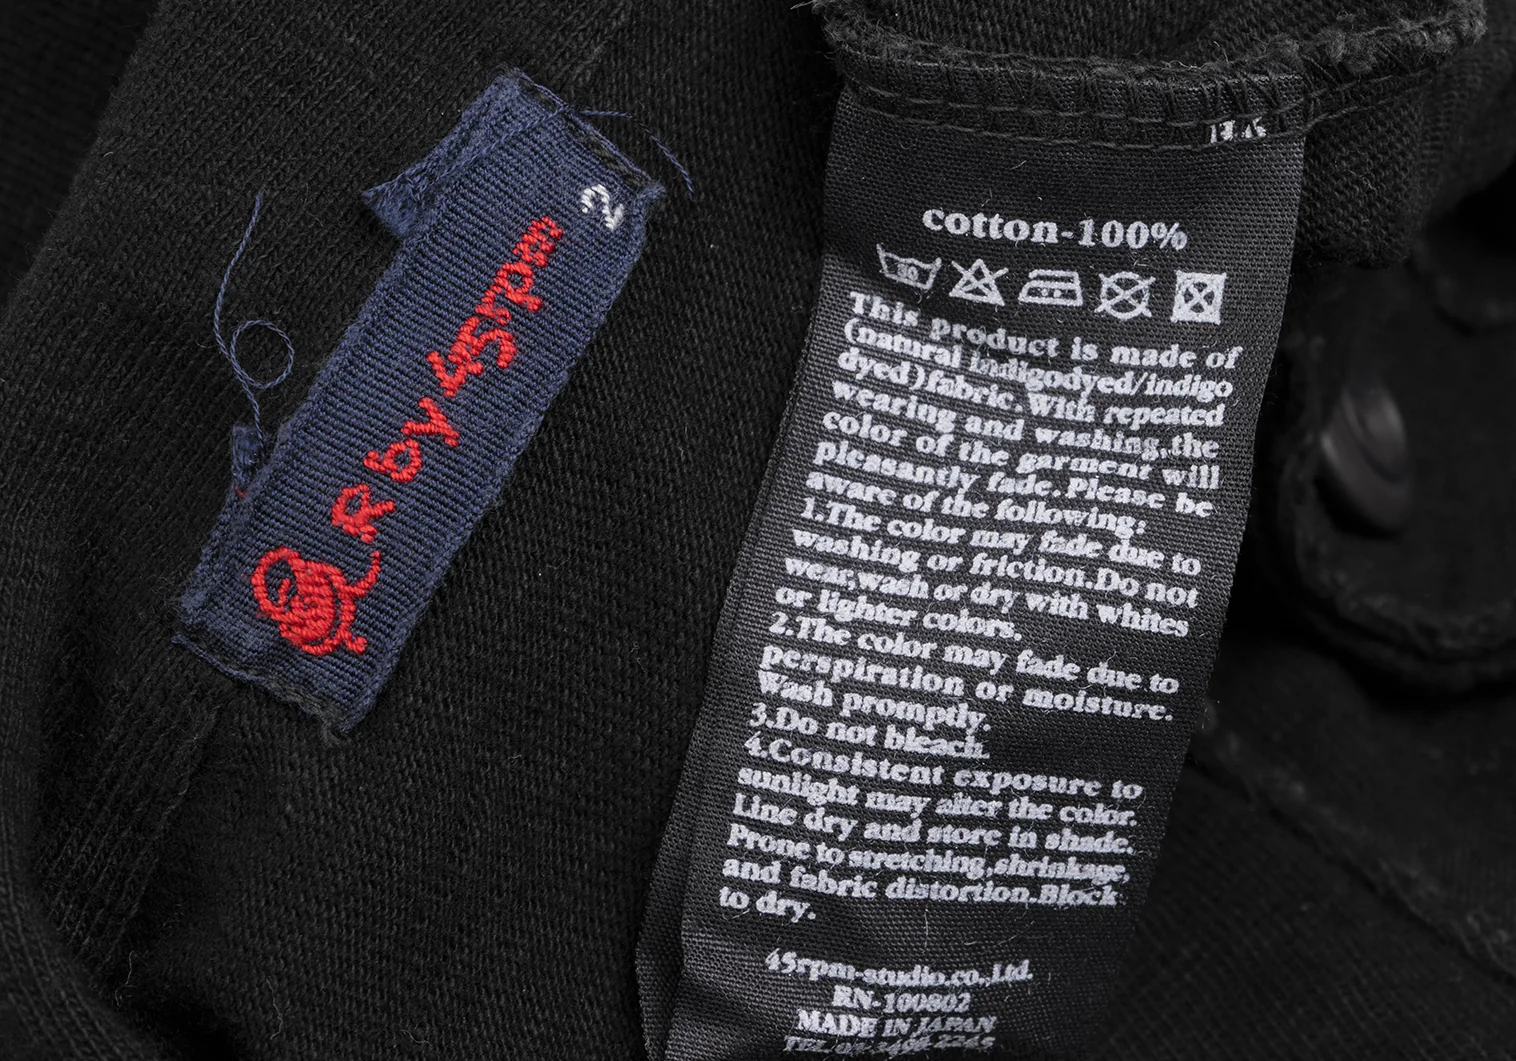 2
R by 45rpm
cotton-100%
30
This product is made of
(natural indigodyed/indigo
dyed)fabric.With repeated
wearing and washing,the
color of the garment will
pleasantly fade.Please be
aware of the following:
1.The color may fade due to
washing or friction.Do not
wear,wash or dry with whites
or lighter colors.
2.The color may fade due to
perspiration or moisture.
Wash promptly.
3.Do not bleach.
4.Consistent exposure to
sunlight may alter the color.
Line dry and store in shade.
Prone to stretching,shrinkage,
and fabric distortion.Block
to dry.
45rpm-studio.co.,Ltd.
RN-100802
MADE IN JAPAN
TEL.